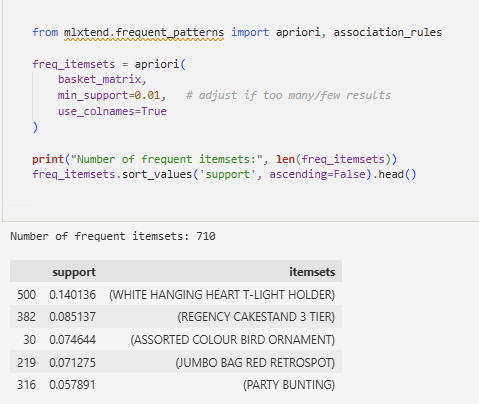 from mlxtend.frequent_patterns import apriori, association_rules
freq_itemsets = apriori(
basket_matrix,
min_support=0.01,   # adjust if too many/few results
use_colnames=True
)
print("Number of frequent itemsets:", len(freq_itemsets))
freq_itemsets.sort_values('support', ascending=False).head()
Number of frequent itemsets: 710
support itemsets
500 0.140136 (WHITE HANGING HEART T-LIGHT HOLDER)
382 0.085137 (REGENCY CAKESTAND 3 TIER)
30 0.074644 (ASSORTED COLOUR BIRD ORNAMENT)
219 0.071275 (JUMBO BAG RED RETROSPOT)
316 0.057891 (PARTY BUNTING)